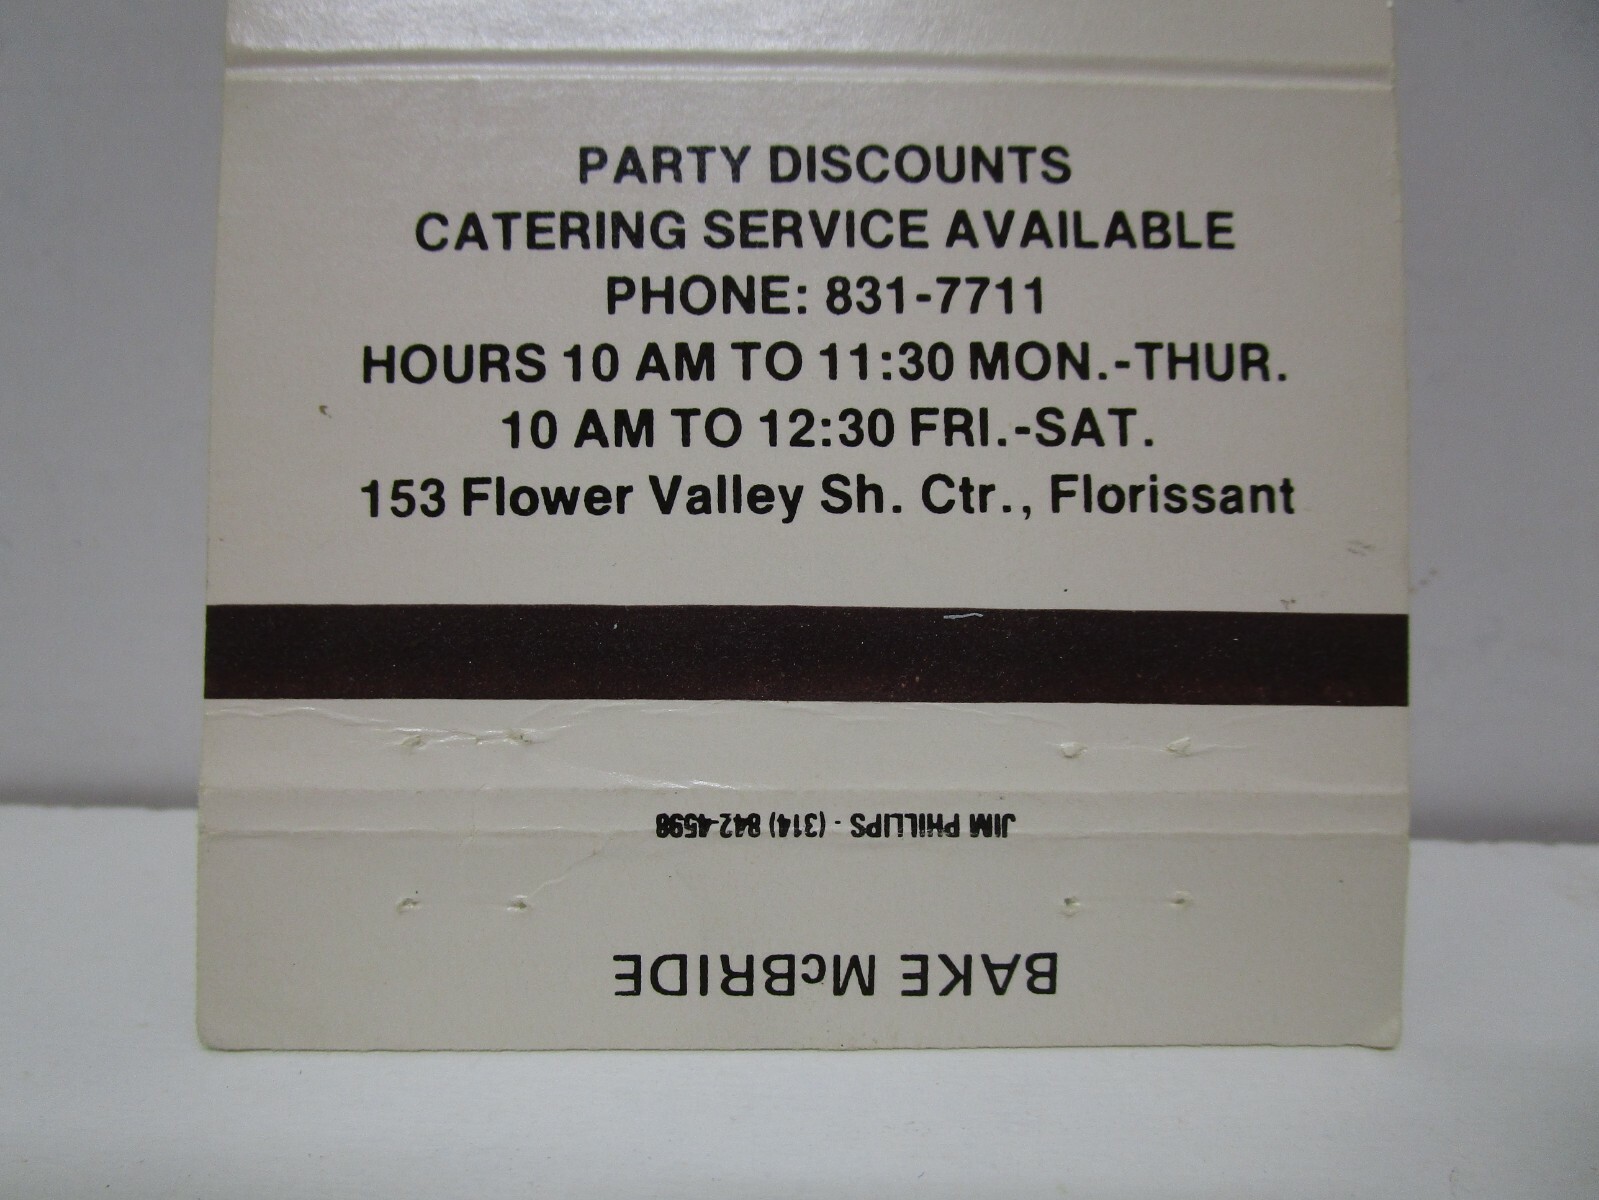 PARTY DISCOUNTS
CATERING SERVICE AVAILABLE
PHONE: 831-7711
HOURS 10 AM TO 11:30 MON.-THUR.
10 AM TO 12:30 FRI.-SAT.
153 Flower Valley Sh. Ctr., Florissant
JIM PHILLIPS - (314) 842-4598
BAKE McBRIDE